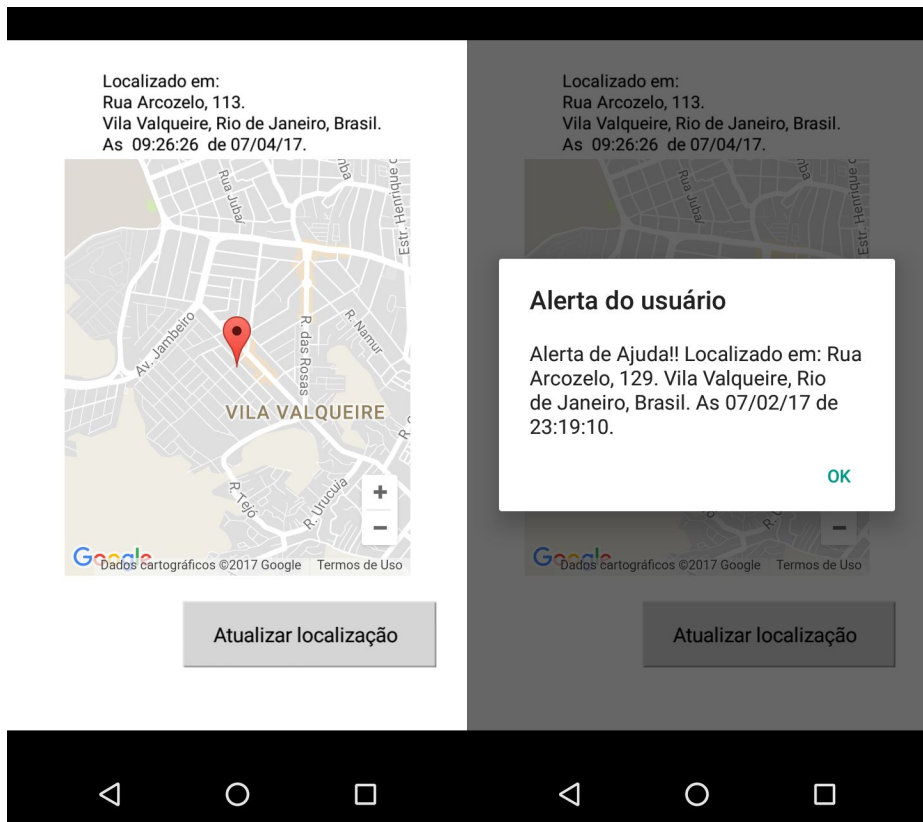 Localizado em:
Rua Arcozelo, 113.
Vila Valqueire, Rio de Janeiro, Brasil.
As 09:26:26 de 07/04/17.
Rua Jubaí
Estr. Henrique
Av. Jambeiro
R. das Rosas
R. Namur
VILA VALQUEIRE
R. Tejó
R. Urucuia
+
−
Google
Dados cartográficos ©2017 Google
Termos de Uso
Atualizar localização
Localizado em:
Rua Arcozelo, 113.
Vila Valqueire, Rio de Janeiro, Brasil.
As 09:26:26 de 07/04/17.
Estr. Henrique
Alerta do usuário
Alerta de Ajuda!! Localizado em: Rua
Arcozelo, 129. Vila Valqueire, Rio
de Janeiro, Brasil. As 07/02/17 de
23:19:10.
OK
−
Google
Dados cartográficos ©2017 Google
Termos de Uso
Atualizar localização